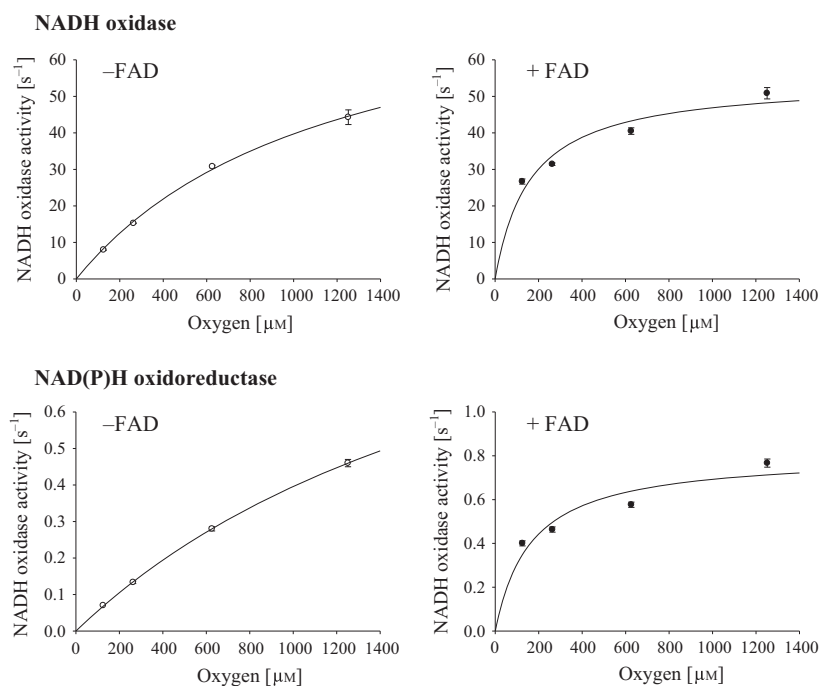 NADH oxidase
–FAD
NADH oxidase activity [s⁻¹]
60
50
40
30
20
10
0
0 200 400 600 800 1000 1200 1400
Oxygen [μM]
+ FAD
NADH oxidase activity [s⁻¹]
60
50
40
30
20
10
0
0 200 400 600 800 1000 1200 1400
Oxygen [μM]
NAD(P)H oxidoreductase
–FAD
NADH oxidase activity [s⁻¹]
0.6
0.5
0.4
0.3
0.2
0.1
0.0
0 200 400 600 800 1000 1200 1400
Oxygen [μM]
+ FAD
NADH oxidase activity [s⁻¹]
1.0
0.8
0.6
0.4
0.2
0.0
0 200 400 600 800 1000 1200 1400
Oxygen [μM]